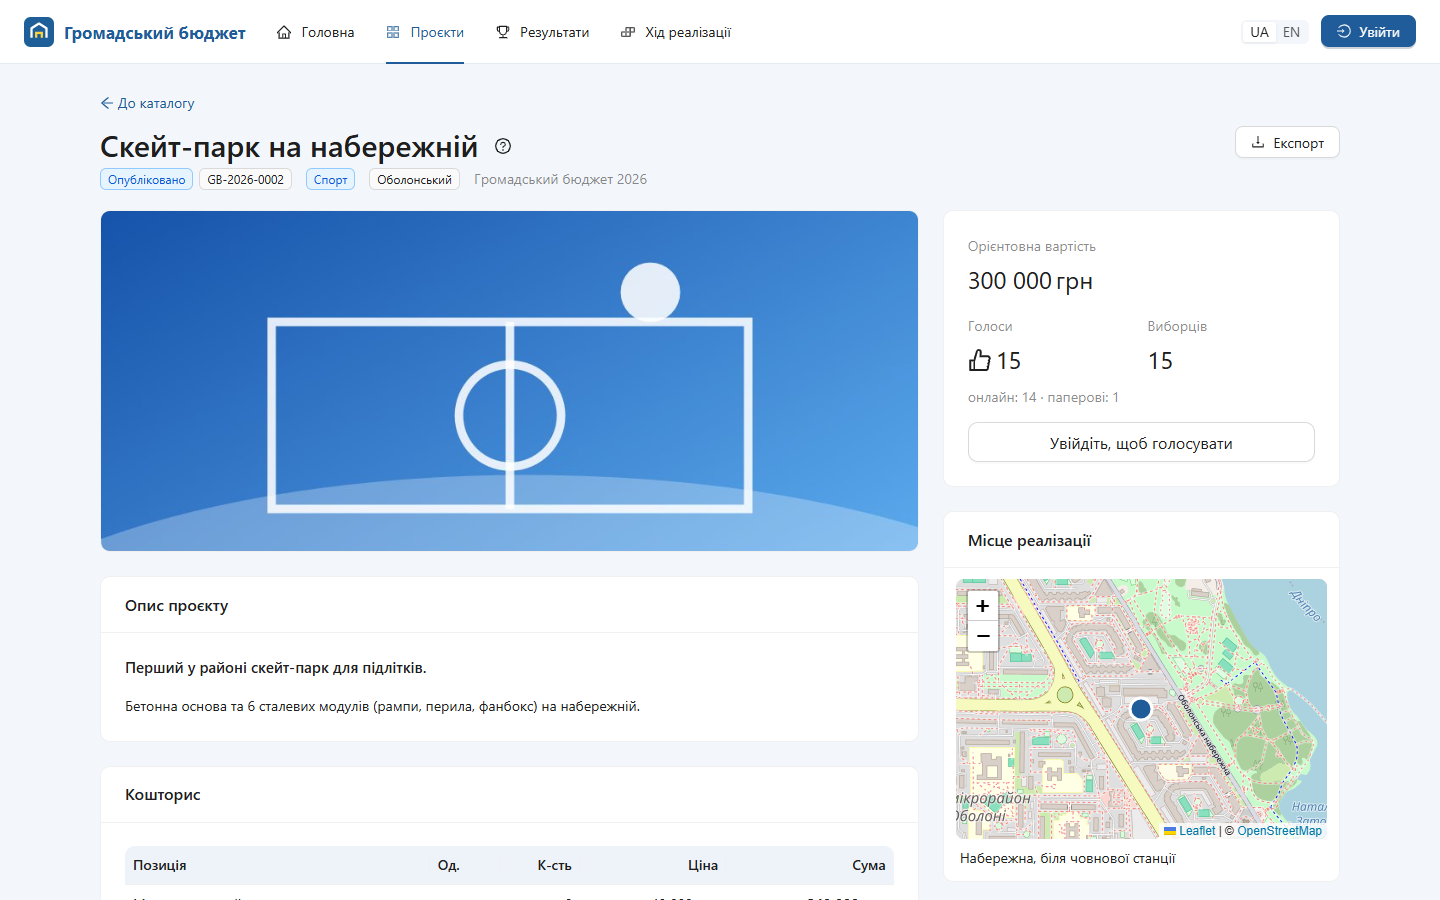 Громадський бюджет
Головна
Проєкти
Результати
Хід реалізації
UA EN
Увійти
До каталогу
Скейт-парк на набережній
Експорт
Опубліковано GB-2026-0002 Спорт Оболонський Громадський бюджет 2026
Орієнтовна вартість
300 000 грн
Голоси Виборців
15 15
онлайн: 14 · паперові: 1
Увійдіть, щоб голосувати
Місце реалізації
+
−
Дніпро
Оболонська набережна
мікрорайон
Оболоні
Leaflet | © OpenStreetMap
Набережна, біля човнової станції
Опис проєкту
Перший у районі скейт-парк для підлітків.
Бетонна основа та 6 сталевих модулів (рампи, перила, фанбокс) на набережній.
Кошторис
Позиція Од. К-сть Ціна Сума